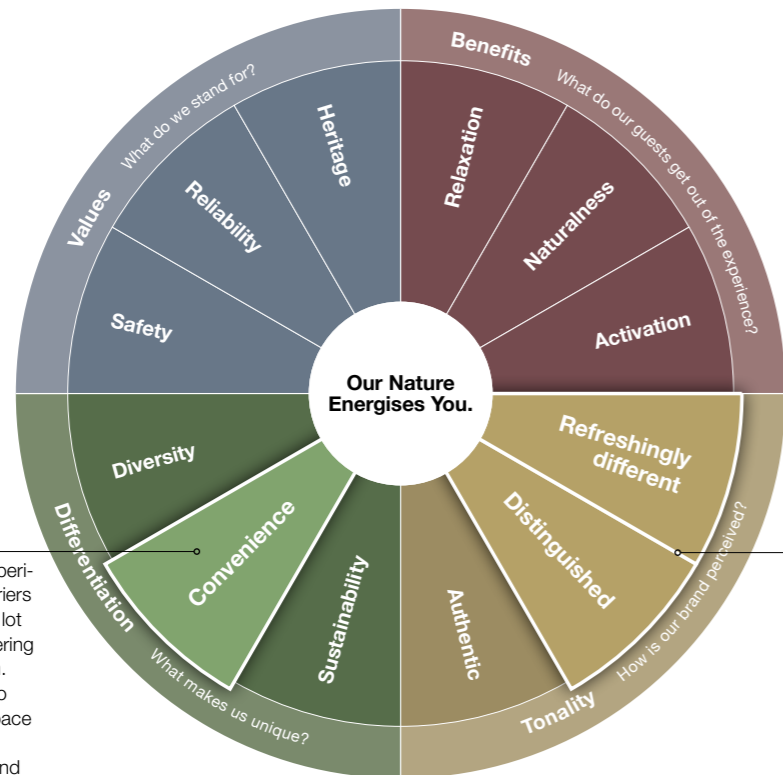 Values
What do we stand for?
Heritage
Reliability
Safety
Benefits
What do our guests get out of the experience?
Relaxation
Naturalness
Activation
Our Nature
Energises You.
Differentiation
What makes us unique?
Diversity
Convenience
Sustainability
Tonality
How is our brand perceived?
Refreshingly
different
Distinguished
Authentic
lot